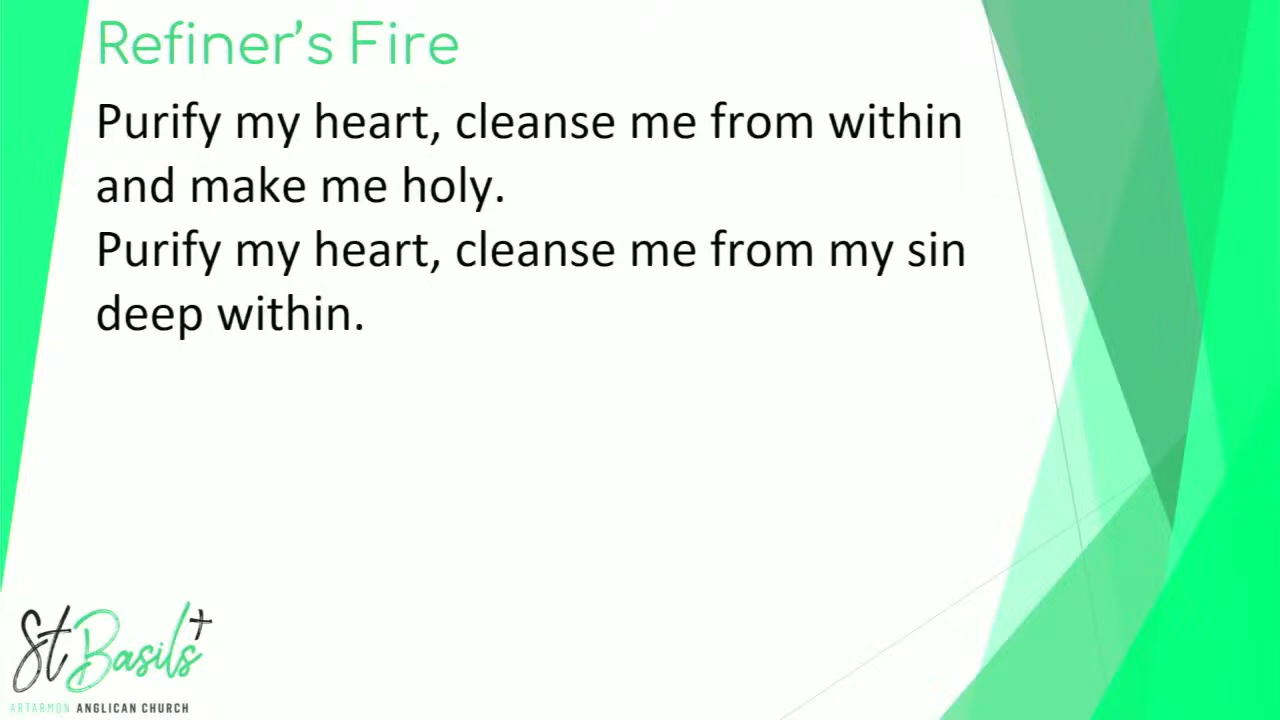 Refiner's Fire
Purify my heart, cleanse me from within
and make me holy.
Purify my heart, cleanse me from my sin
deep within.
St Basils
ARTARMON ANGLICAN CHURCH